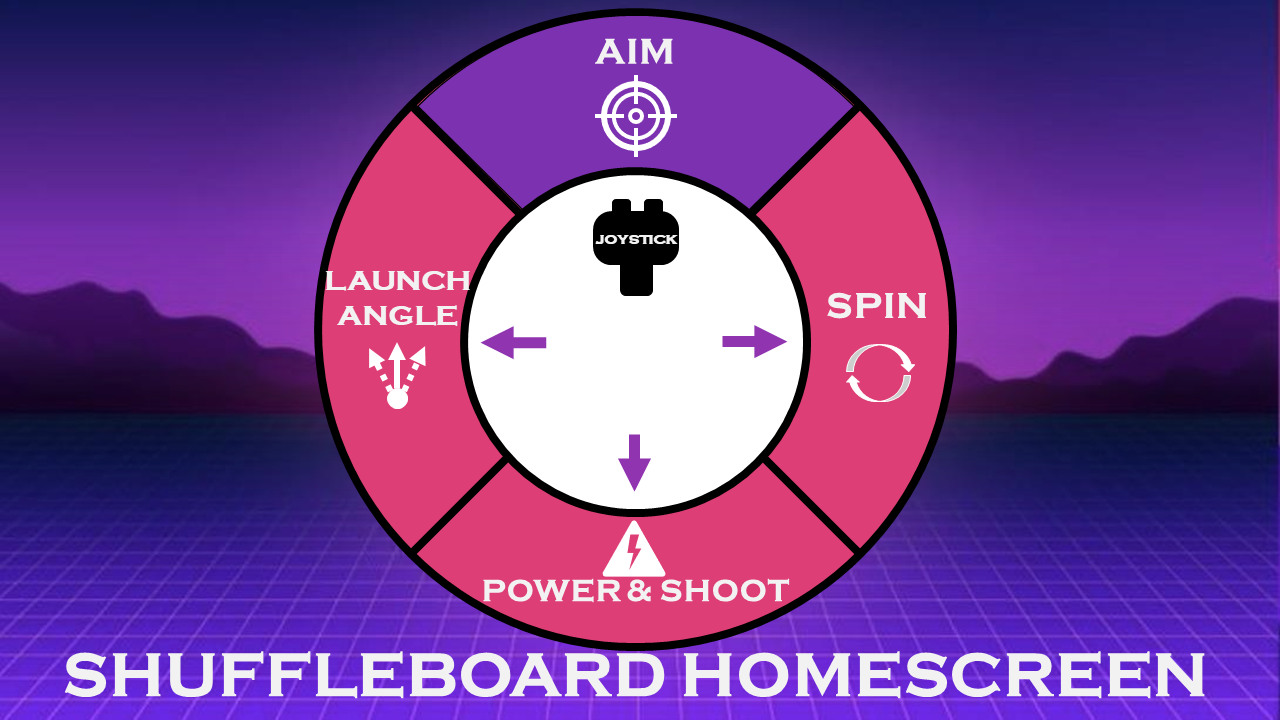 AIM
JOYSTICK
LAUNCH
ANGLE
SPIN
POWER & SHOOT
SHUFFLEBOARD HOMESCREEN